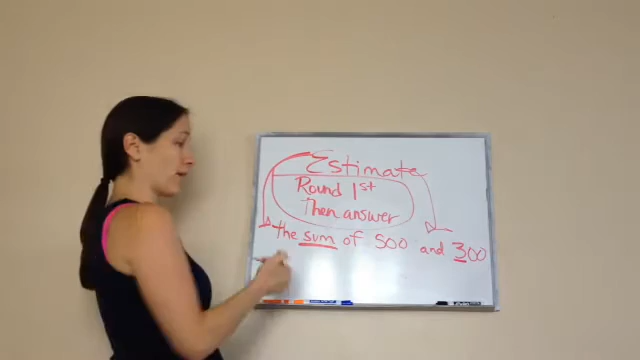 Estimate
Round 1st
Then answer
the sum of 500 and 300